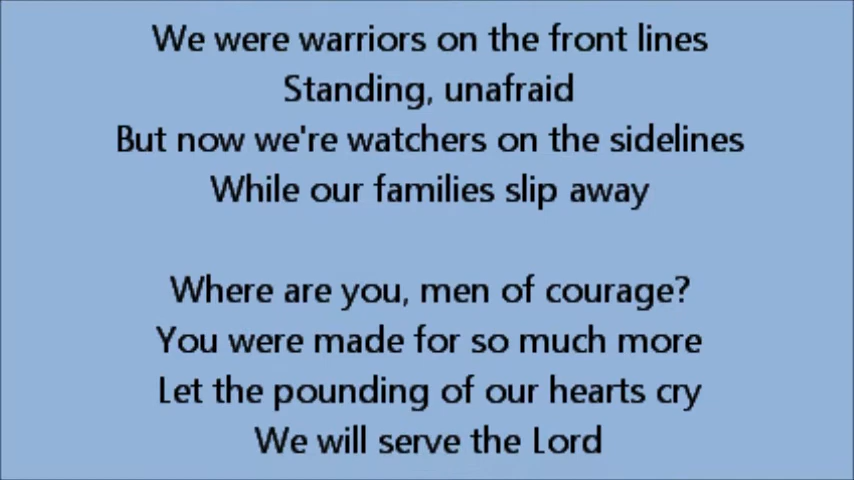 We were warriors on the front lines
Standing, unafraid
But now we're watchers on the sidelines
While our families slip away
Where are you, men of courage?
You were made for so much more
Let the pounding of our hearts cry
We will serve the Lord